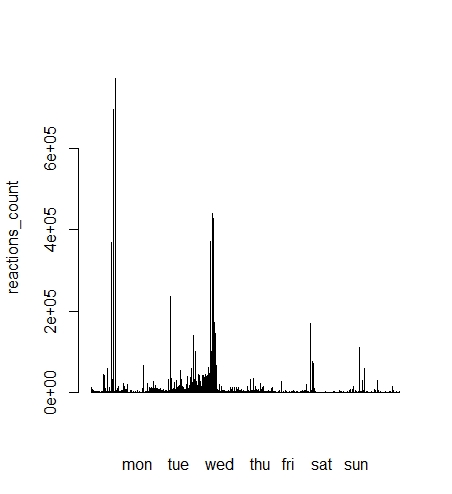 reactions_count
6e+05
4e+05
2e+05
0e+00
mon tue wed thu fri sat sun